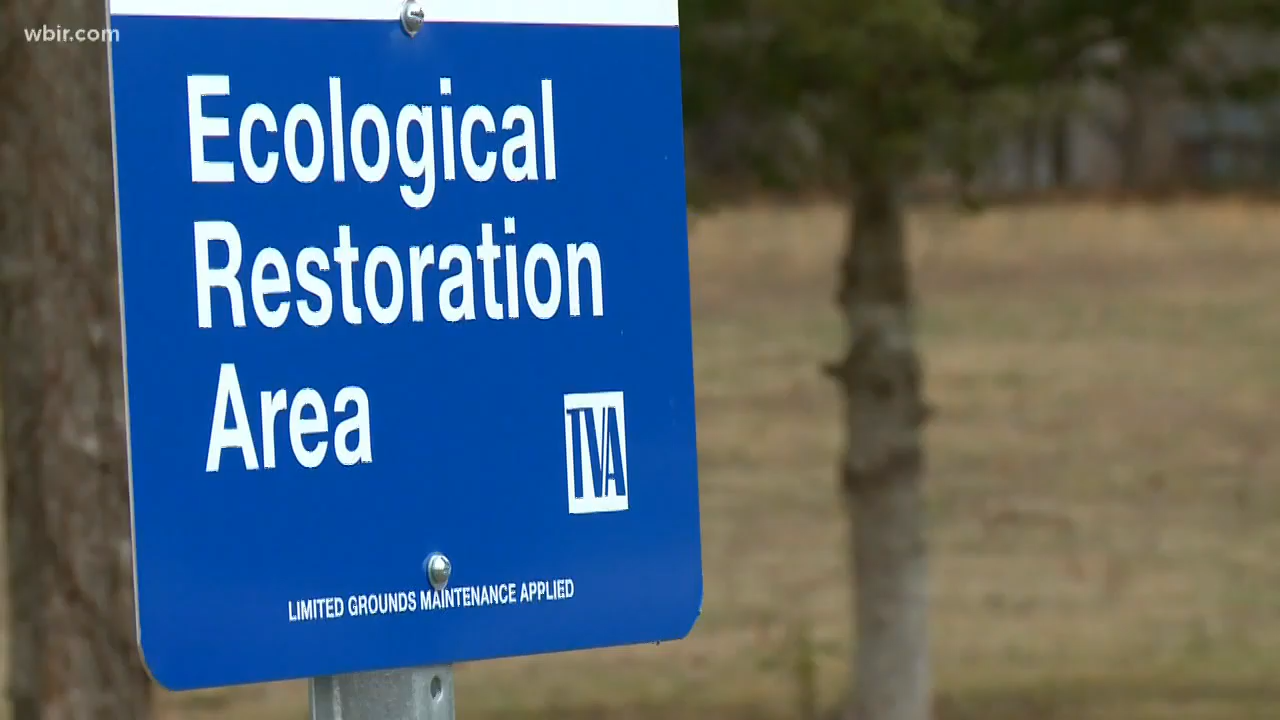 wbir.com
Ecological
Restoration
Area
TVA
LIMITED GROUNDS MAINTENANCE APPLIED